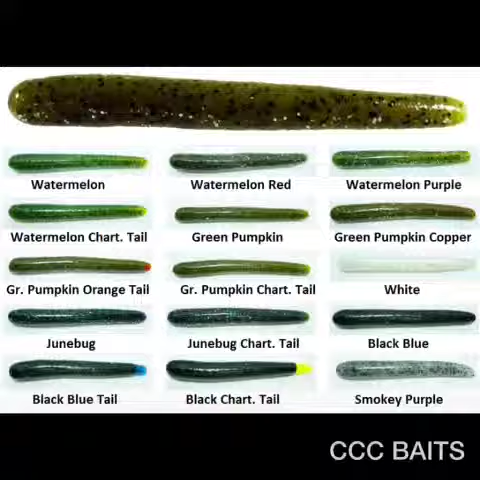 Watermelon
Watermelon Red
Watermelon Purple
Watermelon Chart. Tail
Green Pumpkin
Green Pumpkin Copper
Gr. Pumpkin Orange Tail
Gr. Pumpkin Chart. Tail
White
Junebug
Junebug Chart. Tail
Black Blue
Black Blue Tail
Black Chart. Tail
Smokey Purple
CCC BAITS